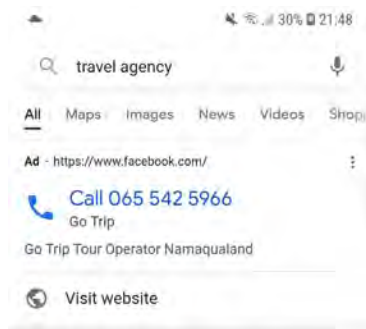 30% 21:48
travel agency
All Maps Images News Videos Shopp
Ad · https://www.facebook.com/
Call 065 542 5966
Go Trip
Go Trip Tour Operator Namaqualand
Visit website